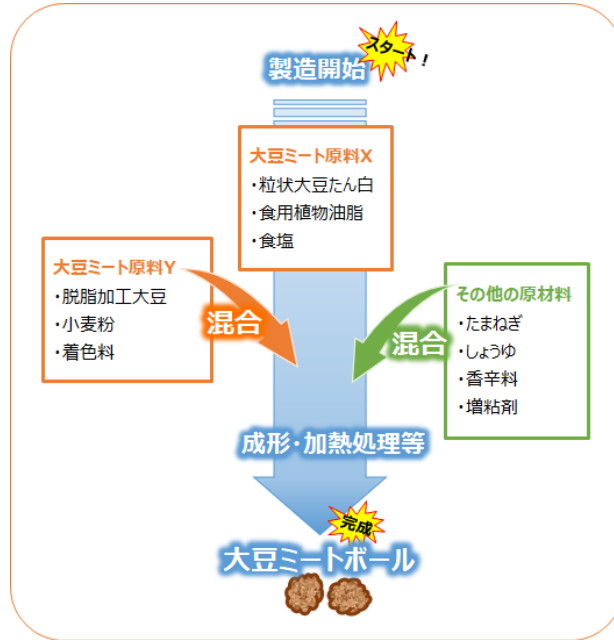 スタート！
製造開始
大豆ミート原料X
・粒状大豆たん白
・食用植物油脂
・食塩
大豆ミート原料Y
・脱脂加工大豆
・小麦粉
・着色料
混合
その他の原材料
・たまねぎ
・しょうゆ
・香辛料
・増粘剤
混合
成形・加熱処理等
完成
大豆ミートボール